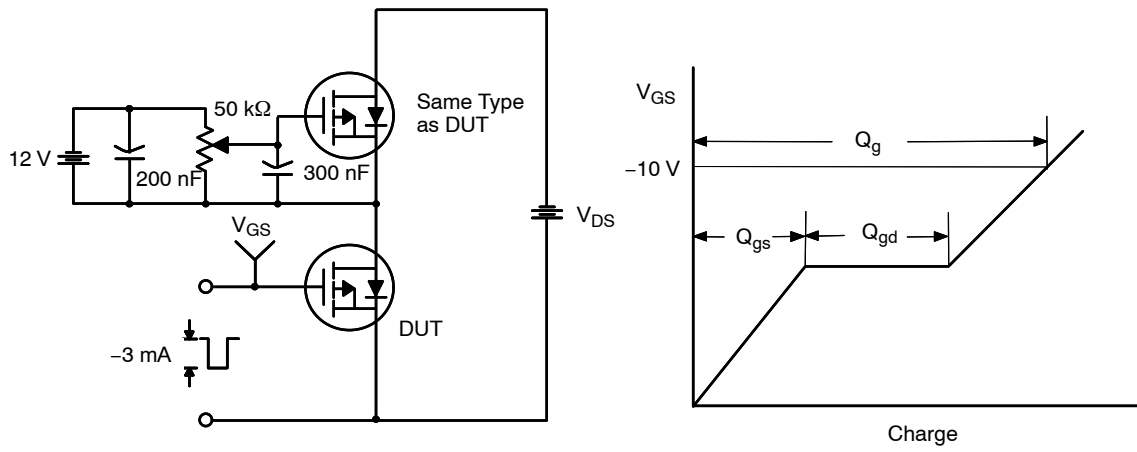 50 kΩ
Same Type
as DUT
12 V
200 nF
300 nF
V_GS
V_DS
DUT
−3 mA
V_GS
Q_g
−10 V
Q_gs
Q_gd
Charge